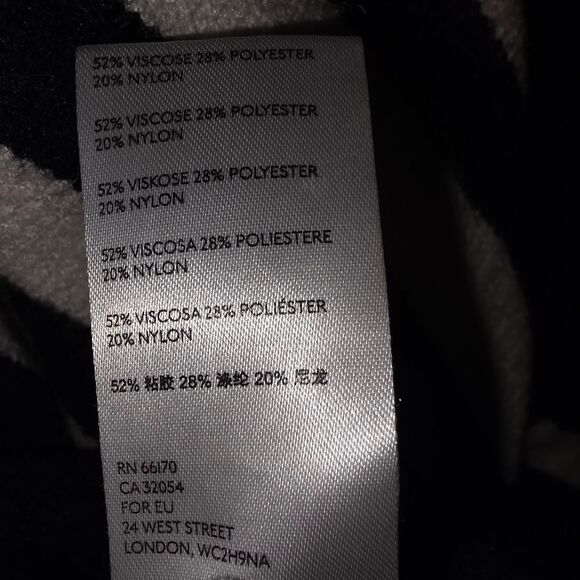 52% VISCOSE 28% POLYESTER
20% NYLON
52% VISCOSE 28% POLYESTER
20% NYLON
52% VISKOSE 28% POLYESTER
20% NYLON
52% VISCOSA 28% POLIESTERE
20% NYLON
52% VISCOSA 28% POLIÉSTER
20% NYLON
52% 粘胶 28% 涤纶 20% 尼龙
RN 66170
CA 32054
FOR EU
24 WEST STREET
LONDON, WC2H9NA